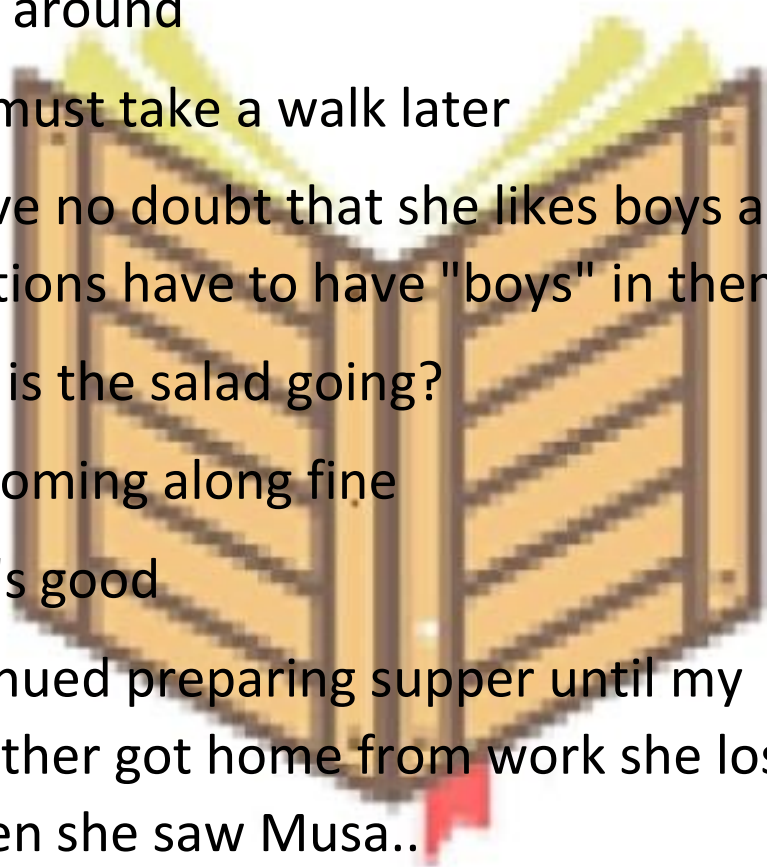 around
must take a walk later
ve no doubt that she likes boys a
tions have to have "boys" in them
is the salad going?
oming along fine
's good
nued preparing supper until my
ther got home from work she los
en she saw Musa..